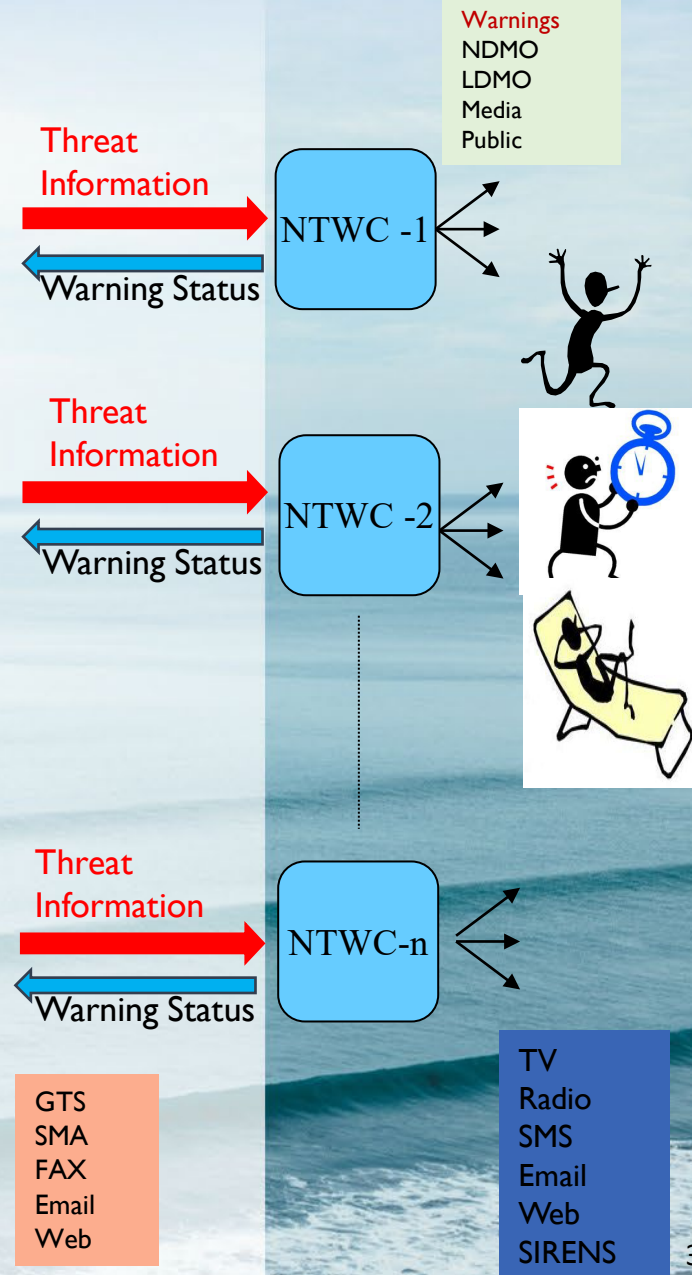 Warnings
NDMO
LDMO
Media
Public
Threat
Information
NTWC -1
Warning Status
Threat
Information
NTWC -2
Warning Status
Threat
Information
NTWC-n
Warning Status
GTS
SMA
FAX
Email
Web
TV
Radio
SMS
Email
Web
SIRENS
3